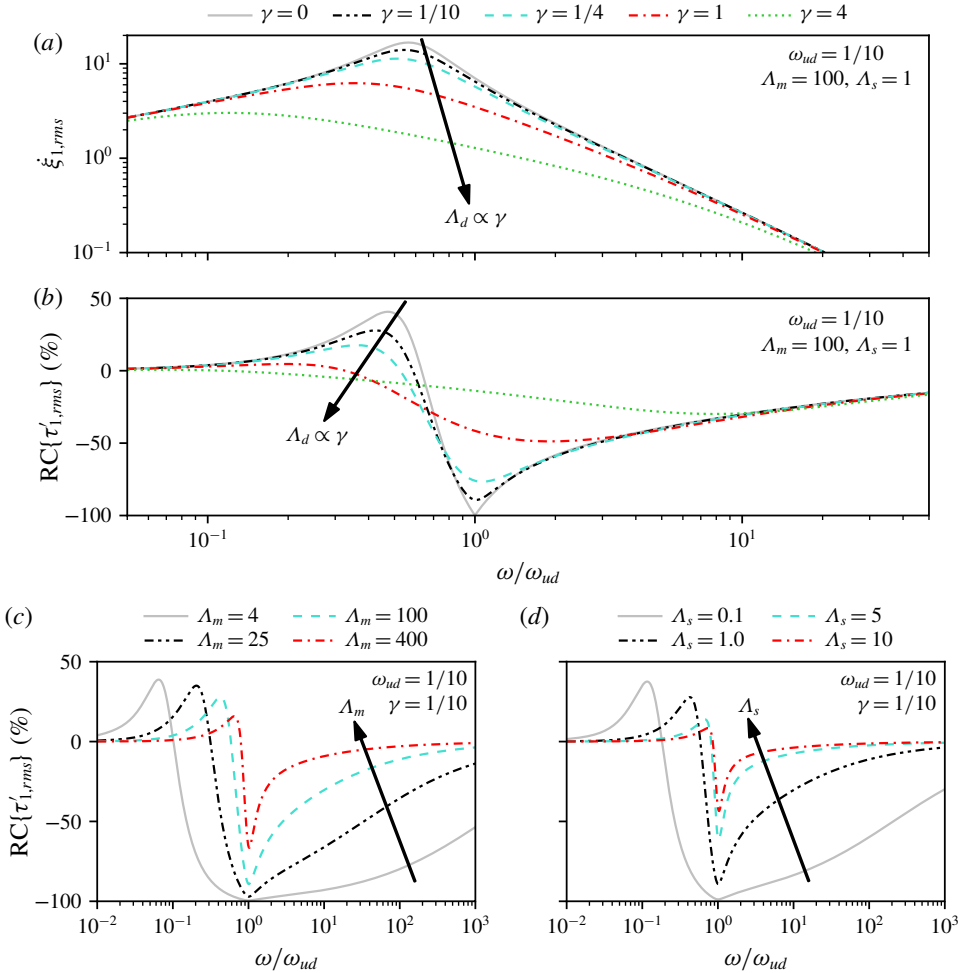 γ = 0 γ = 1/10 γ = 1/4 γ = 1 γ = 4
(a)
ω_ud = 1/10
Λ_m = 100, Λ_s = 1
10^1
10^0
10^−1
ξ̇_1,rms
Λ_d ∝ γ
(b)
ω_ud = 1/10
Λ_m = 100, Λ_s = 1
50
0
−50
−100
RC{τ′_1,rms} (%)
Λ_d ∝ γ
10^−1 10^0 10^1
ω/ω_ud
(c)
Λ_m = 4 Λ_m = 100
Λ_m = 25 Λ_m = 400
ω_ud = 1/10
γ = 1/10
Λ_m
50
0
−50
−100
RC{τ′_1,rms} (%)
10^−2 10^−1 10^0 10^1 10^2 10^3
ω/ω_ud
(d)
Λ_s = 0.1 Λ_s = 5
Λ_s = 1.0 Λ_s = 10
ω_ud = 1/10
γ = 1/10
Λ_s
50
0
−50
−100
10^−2 10^−1 10^0 10^1 10^2 10^3
ω/ω_ud